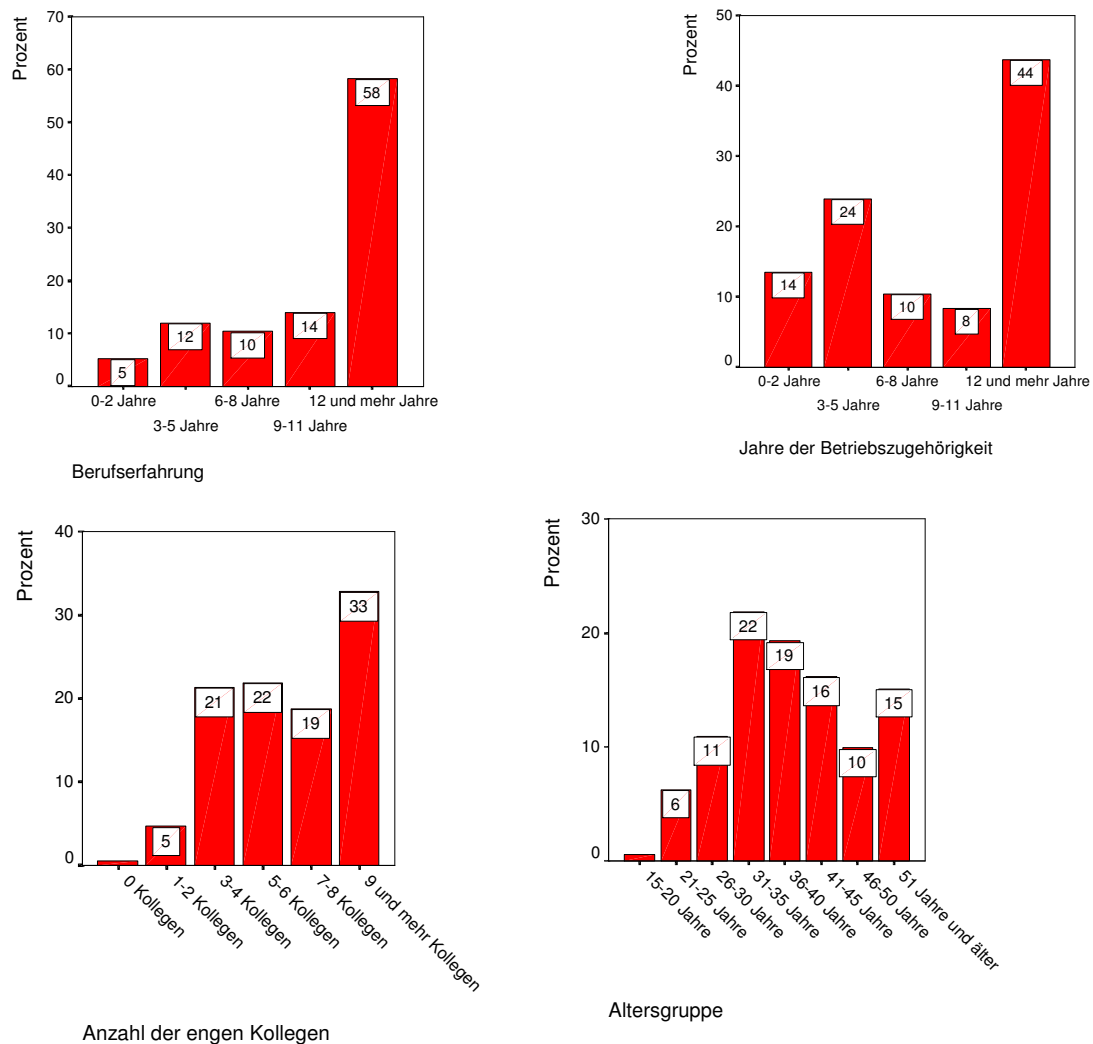 Prozent
70
60
50
40
30
20
10
0
5
12
10
14
58
0-2 Jahre
3-5 Jahre
6-8 Jahre
9-11 Jahre
12 und mehr Jahre
Berufserfahrung
Prozent
50
40
30
20
10
0
14
24
10
8
44
0-2 Jahre
3-5 Jahre
6-8 Jahre
9-11 Jahre
12 und mehr Jahre
Jahre der Betriebszugehörigkeit
Prozent
40
30
20
10
0
5
21
22
19
33
0 Kollegen
1-2 Kollegen
3-4 Kollegen
5-6 Kollegen
7-8 Kollegen
9 und mehr Kollegen
Anzahl der engen Kollegen
Prozent
30
20
10
0
6
11
22
19
16
10
15
15-20 Jahre
21-25 Jahre
26-30 Jahre
31-35 Jahre
36-40 Jahre
41-45 Jahre
46-50 Jahre
51 Jahre und älter
Altersgruppe